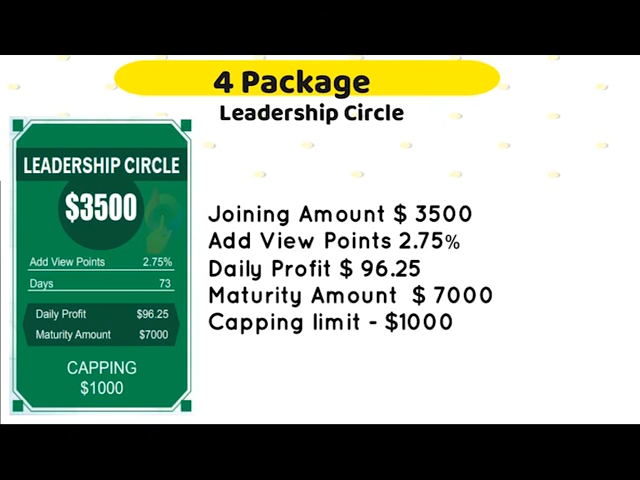 4 Package
Leadership Circle
LEADERSHIP CIRCLE
$3500
Add View Points 2.75%
Days 73
Daily Profit $96.25
Maturity Amount $7000
CAPPING
$1000
Joining Amount $ 3500
Add View Points 2.75%
Daily Profit $ 96.25
Maturity Amount $ 7000
Capping limit - $1000